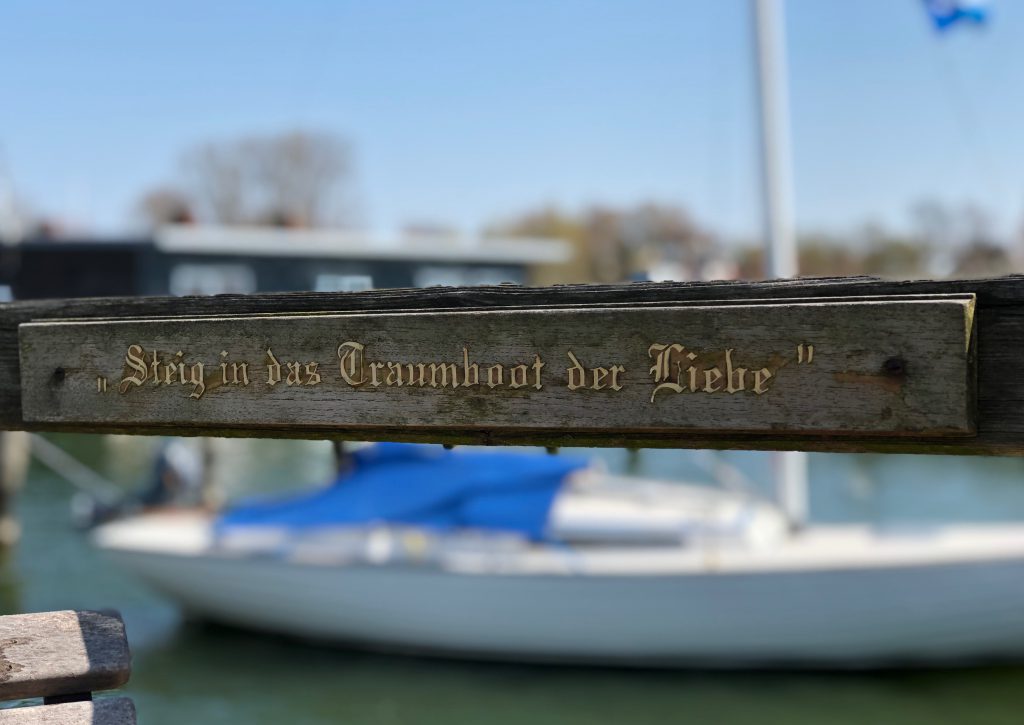 „Steig in das Traumboot der Liebe"